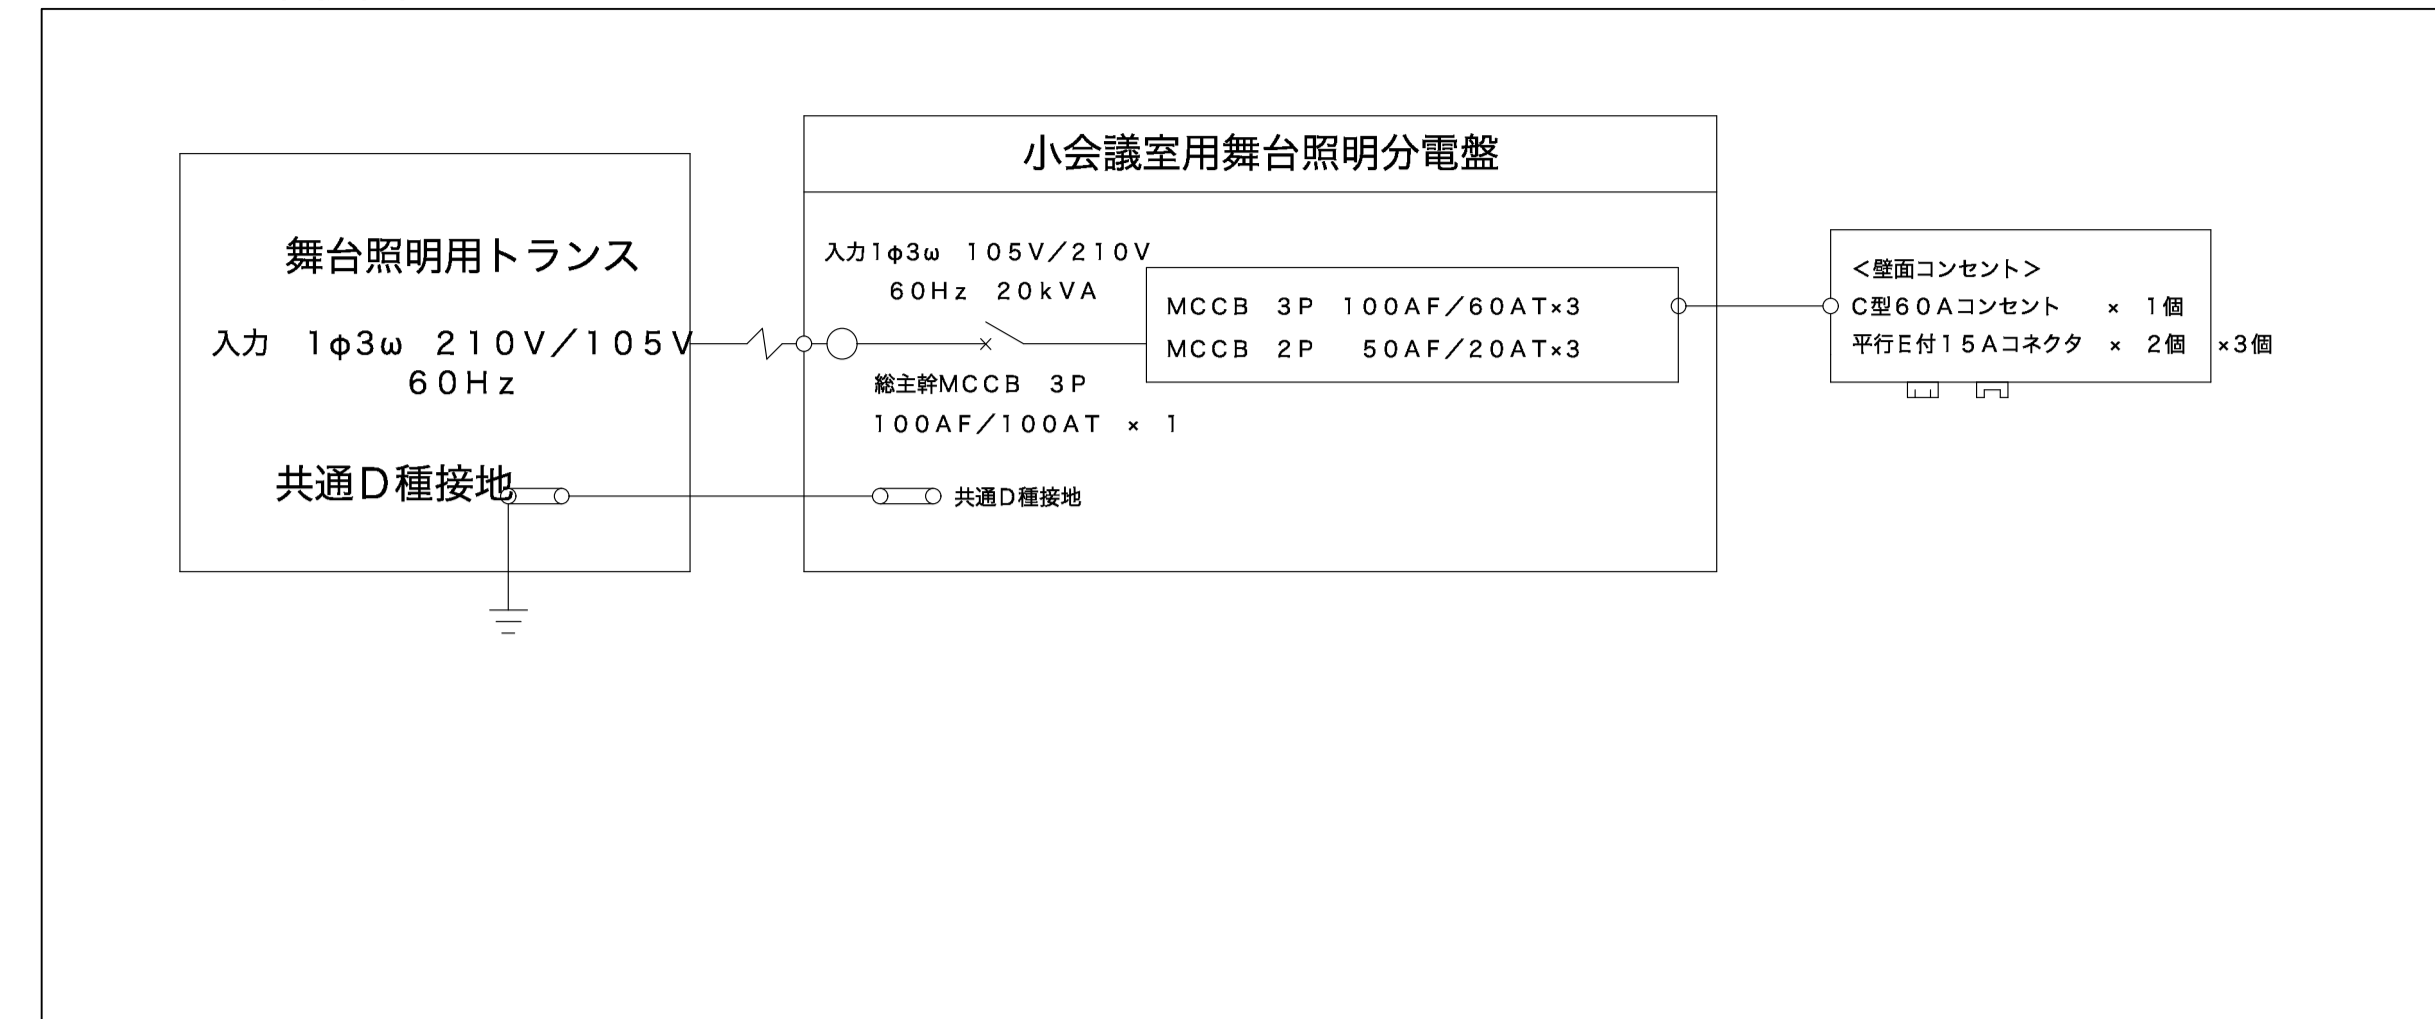 舞台照明用トランス
入力　1φ3ω　210V／105V
60Hz
共通D種接地
小会議室用舞台照明分電盤
入力1φ3ω　105V／210V
60Hz　20kVA
MCCB　3P　100AF／60AT×3
MCCB　2P　50AF／20AT×3
総主幹MCCB　3P
100AF／100AT　×　1
共通D種接地
＜壁面コンセント＞
C型60Aコンセント　×　1個
平行E付15Aコネクタ　×　2個　×3個